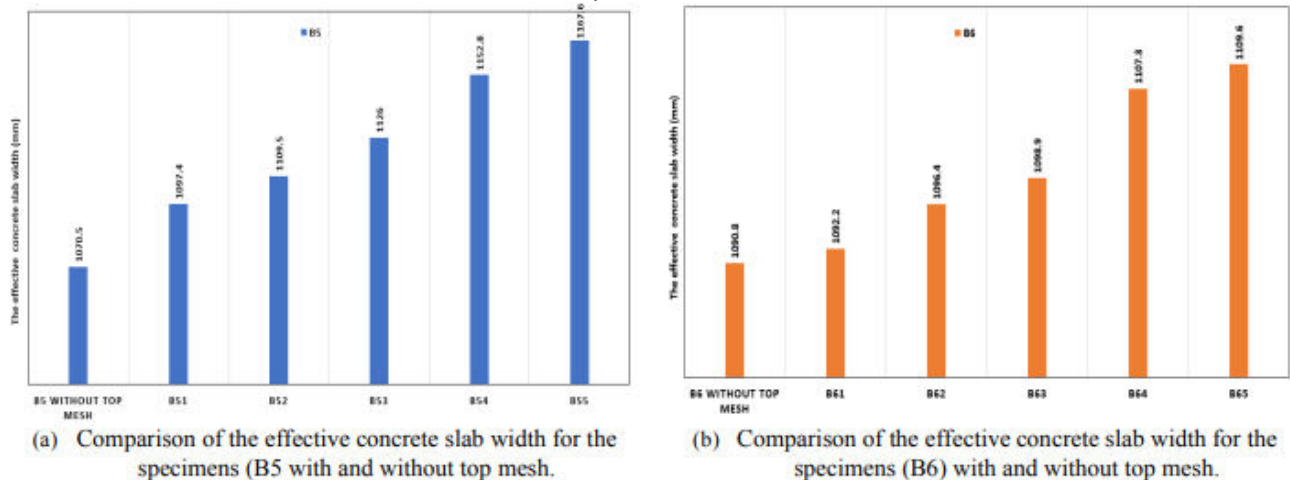 B5
The effective concrete slab width (mm)
1070.5
1097.4
1109.5
1126
1152.8
1167.6
B5 WITHOUT TOP
MESH
B51
B52
B53
B54
B55
(a) Comparison of the effective concrete slab width for the
specimens (B5 with and without top mesh.
B6
The effective concrete slab width (mm)
1090.8
1092.2
1096.4
1098.9
1107.3
1109.6
B6 WITHOUT TOP
MESH
B61
B62
B63
B64
B65
(b) Comparison of the effective concrete slab width for the
specimens (B6) with and without top mesh.